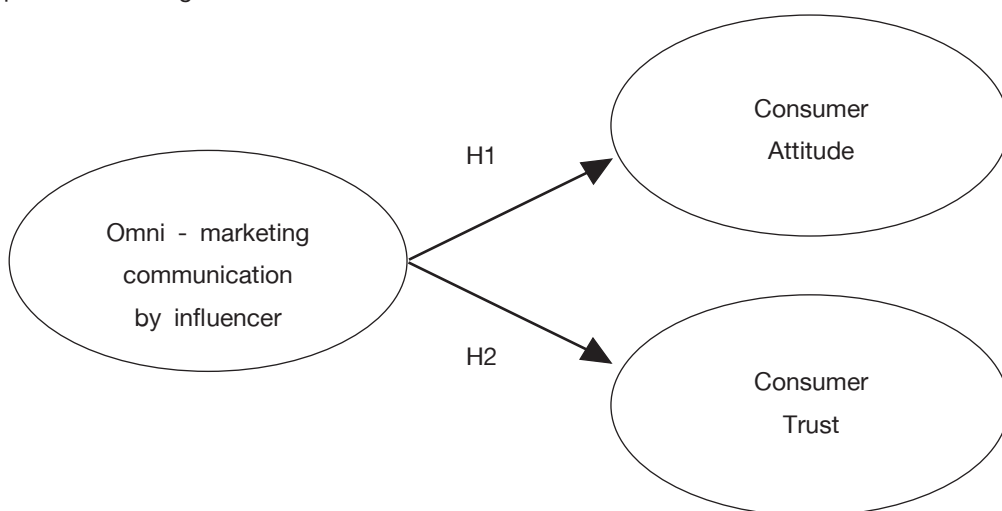 H1
Consumer
Attitude
Omni - marketing
communication
by influencer
H2
Consumer
Trust